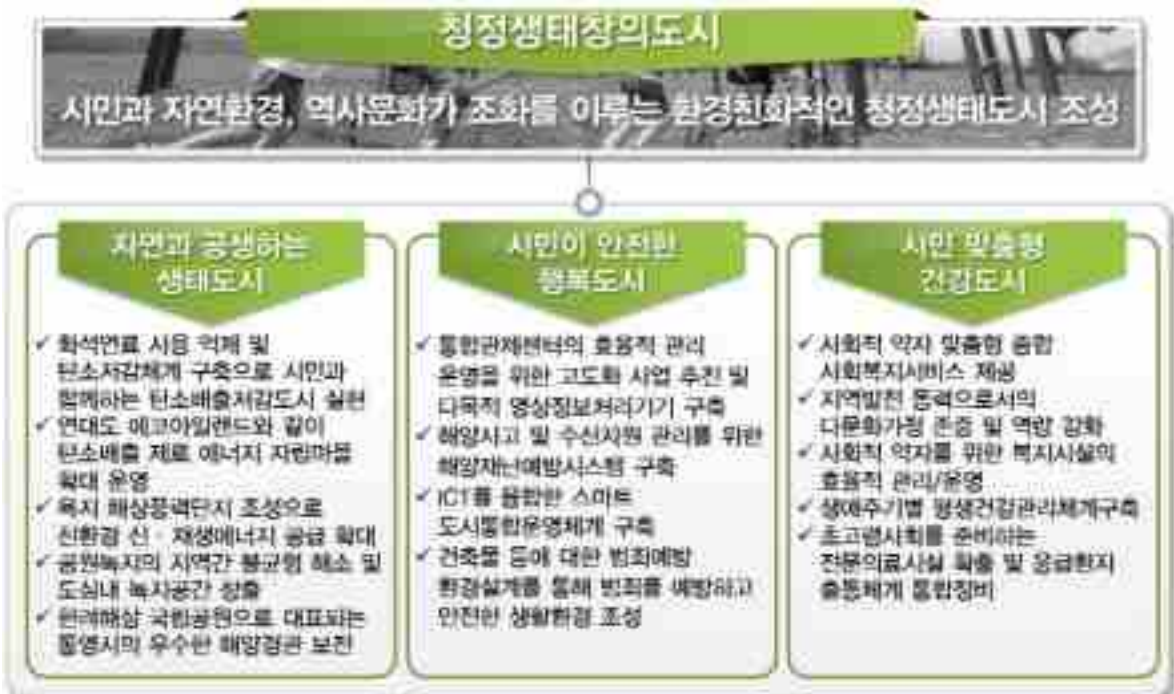 청정생태창의도시
시민과 자연환경, 역사문화가 조화를 이루는 환경친화적인 청정생태도시 조성
자연과 공생하는
생태도시
✓ 화석연료 사용 억제 및
탄소저감체계 구축으로 시민과
함께하는 탄소배출저감도시 실현
✓ 연대도 에코아일랜드와 같이
탄소배출 제로 에너지 자립마을
확대 운영
✓ 욕지 해상풍력단지 조성으로
친환경 신 · 재생에너지 공급 확대
✓ 공원녹지의 지역간 불균형 해소 및
도심내 녹지공간 창출
✓ 한려해상 국립공원으로 대표되는
통영시의 우수한 해양경관 보전
시민이 안전한
행복도시
✓ 통합관제센터의 효율적 관리
운영을 위한 고도화 사업 추진 및
다목적 영상정보처리기기 구축
✓ 해양사고 및 수산자원 관리를 위한
해양재난예방시스템 구축
✓ ICT를 융합한 스마트
도시통합운영체계 구축
✓ 건축물 등에 대한 범죄예방
환경설계를 통해 범죄를 예방하고
안전한 생활환경 조성
시민 맞춤형
건강도시
✓ 사회적 약자 맞춤형 종합
사회복지서비스 제공
✓ 지역발전 동력으로서의
다문화가정 존중 및 역량 강화
✓ 사회적 약자를 위한 복지시설의
효율적 관리/운영
✓ 생애주기별 평생건강관리체계구축
✓ 초고령사회를 준비하는
전문의료시설 확충 및 응급환자
출동체계 통합정비